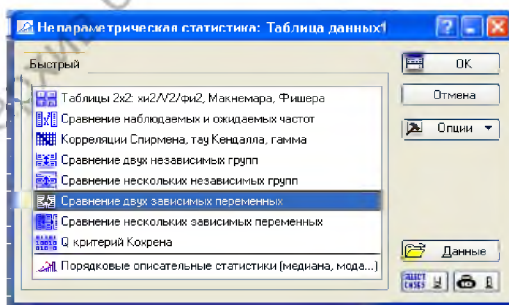 Непараметрическая статистика: Таблица данных1
Быстрый
OK
Таблицы 2x2: хи2/V2/фи2, Макнемара, Фишера
Отмена
Сравнение наблюдаемых и ожидаемых частот
Корреляции Спирмена, тау Кендалла, гамма
Опции
Сравнение двух независимых групп
Сравнение нескольких независимых групп
Сравнение двух зависимых переменных
Сравнение нескольких зависимых переменных
Q критерий Кохрена
Данные
Порядковые описательные статистики (медиана, мода...)
SELECT CASES